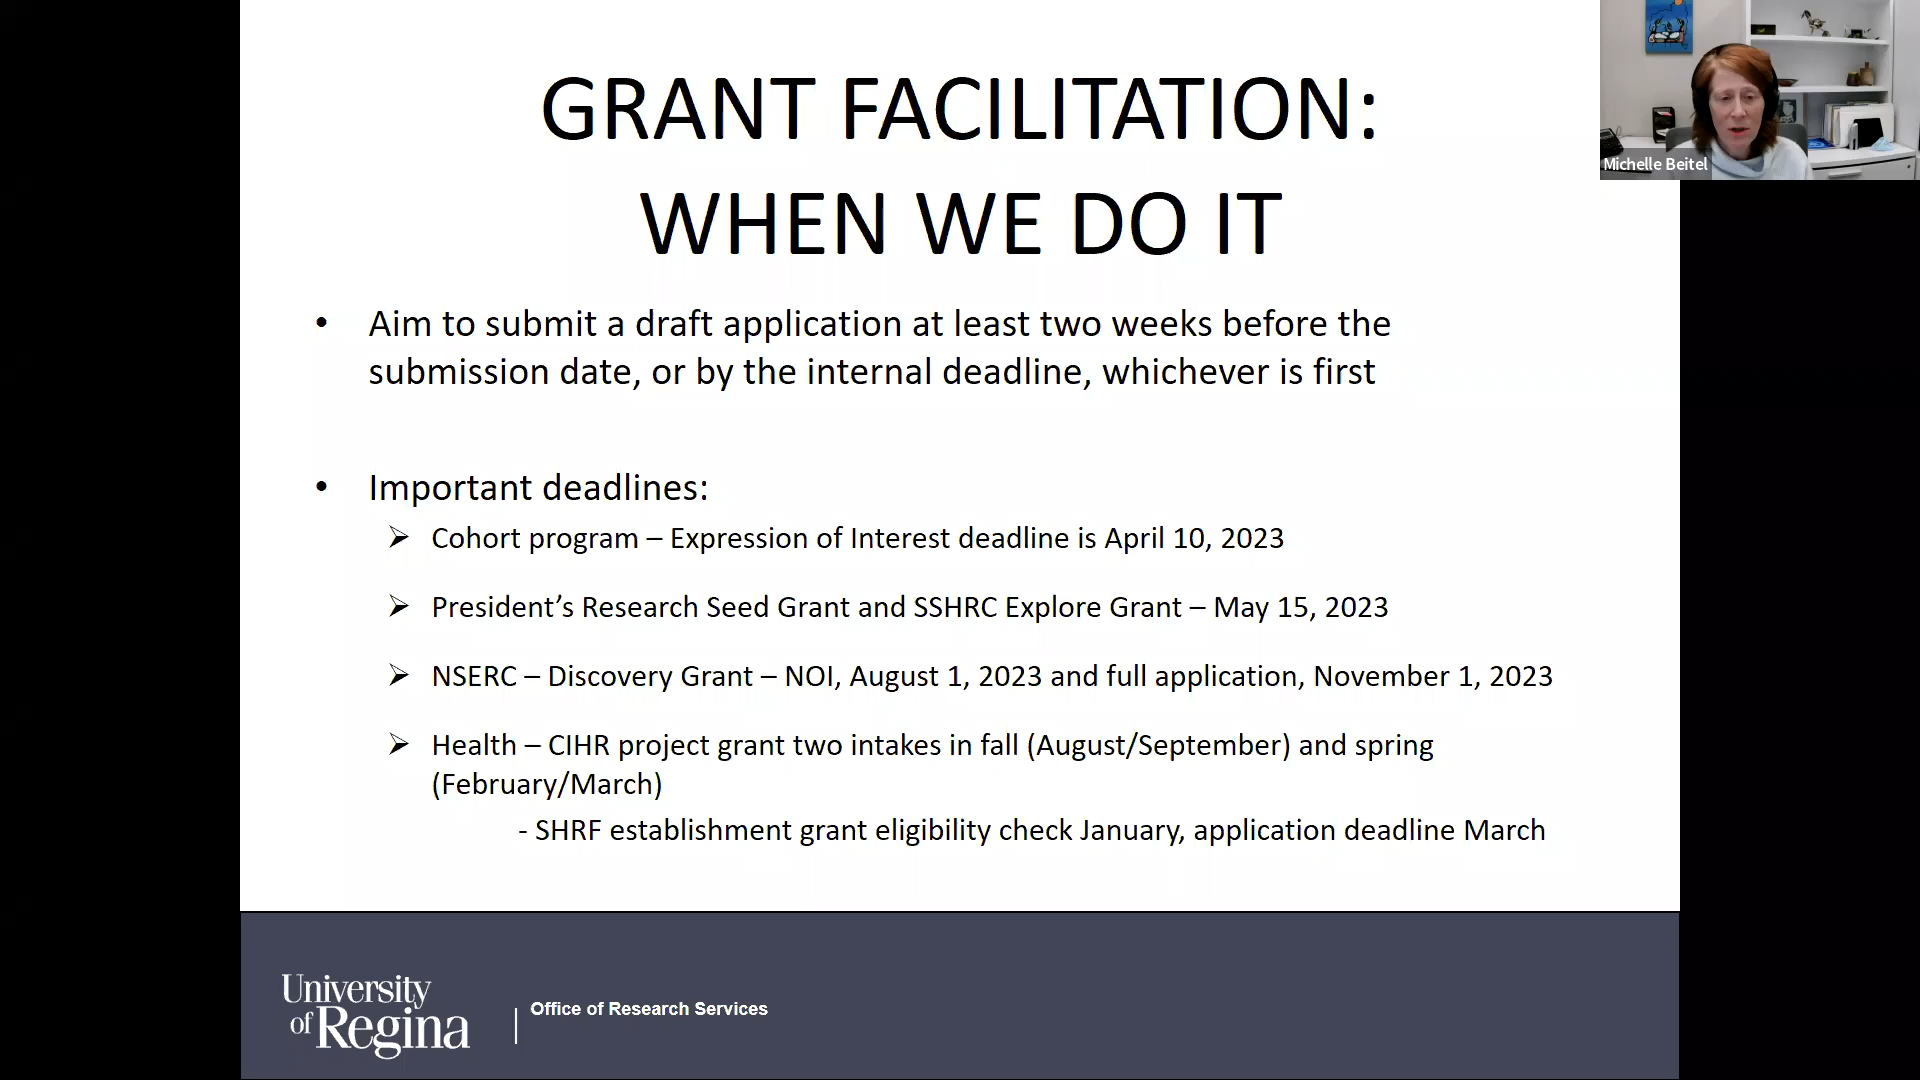 GRANT FACILITATION:
WHEN WE DO IT
Michelle Beitel
• Aim to submit a draft application at least two weeks before the
submission date, or by the internal deadline, whichever is first
• Important deadlines:
➢ Cohort program – Expression of Interest deadline is April 10, 2023
➢ President’s Research Seed Grant and SSHRC Explore Grant – May 15, 2023
➢ NSERC – Discovery Grant – NOI, August 1, 2023 and full application, November 1, 2023
➢ Health – CIHR project grant two intakes in fall (August/September) and spring
(February/March)
- SHRF establishment grant eligibility check January, application deadline March
University
of Regina
Office of Research Services